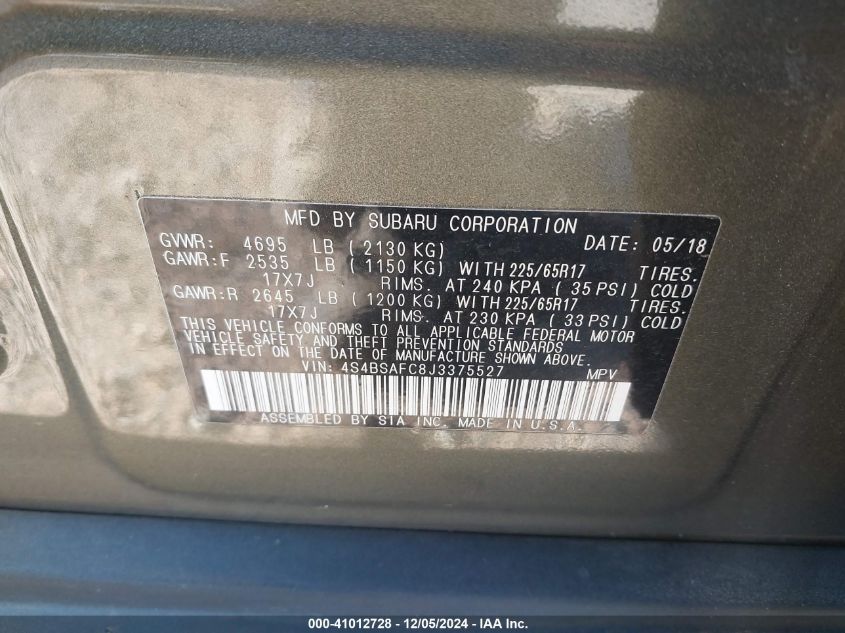 MFD BY SUBARU CORPORATION
GVWR: 4695 LB ( 2130 KG) DATE: 05/18
GAWR:F 2535 LB ( 1150 KG) WITH 225/65R17 TIRES.
17X7J RIMS. AT 240 KPA ( 35 PSI) COLD
GAWR:R 2645 LB ( 1200 KG) WITH 225/65R17 TIRES.
17X7J RIMS. AT 230 KPA ( 33 PSI) COLD
THIS VEHICLE CONFORMS TO ALL APPLICABLE FEDERAL MOTOR
VEHICLE SAFETY AND THEFT PREVENTION STANDARDS
IN EFFECT ON THE DATE OF MANUFACTURE SHOWN ABOVE.
VIN: 4S4BSAFC8J3375527 MPV
ASSEMBLED BY SIA INC. MADE IN U.S.A.
000-41012728 - 12/05/2024 - IAA Inc.